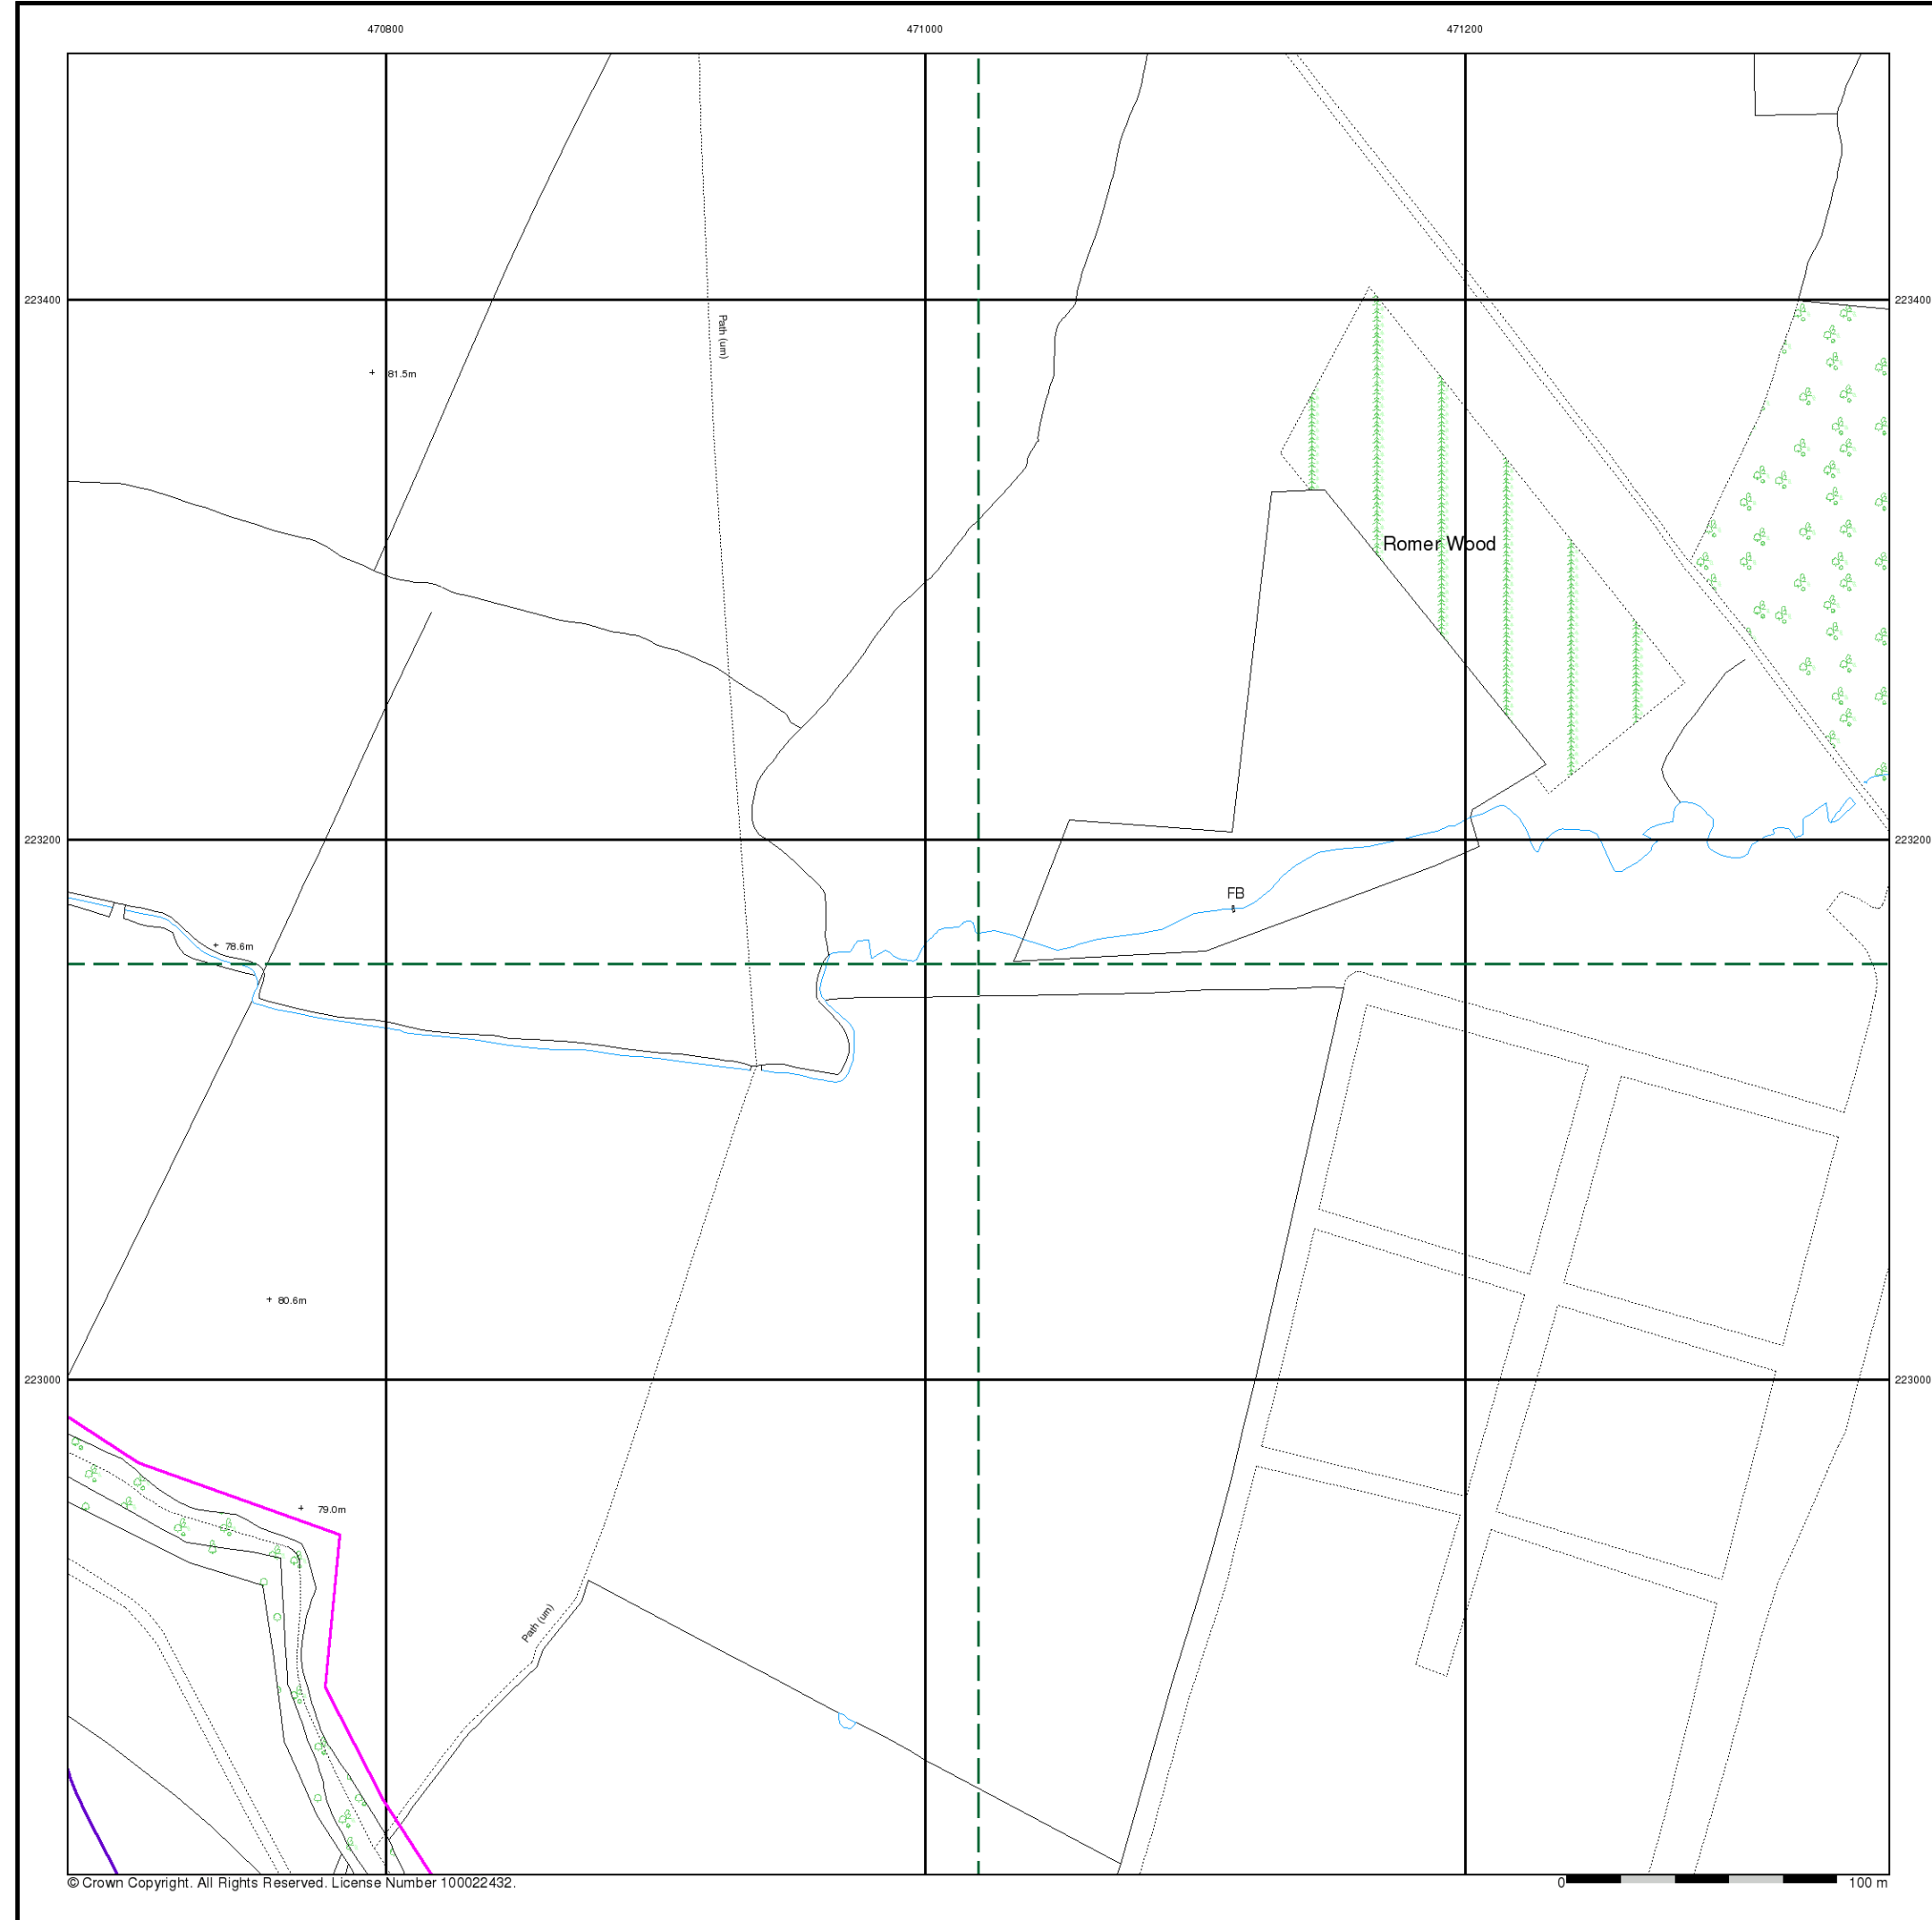 470800 471000 471200
223400 223400
Path (um)
81.5m
Romer Wood
223200 223200
FB
78.6m
80.6m
223000 223000
79.0m
Path (um)
© Crown Copyright. All Rights Reserved. License Number 100022432.
0 100 m